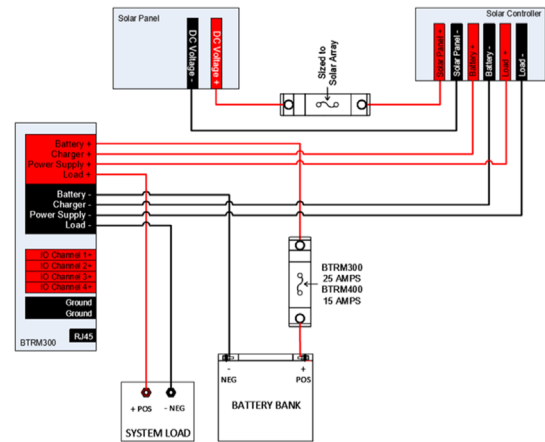 Solar Panel
DC Voltage -
DC Voltage +
Sized to
Solar Array
Solar Controller
Solar Panel +
Solar Panel -
Battery +
Battery -
Load +
Load -
Battery +
Charger +
Power Supply +
Load +
Battery -
Charger -
Power Supply -
Load -
IO Channel 1+
IO Channel 2+
IO Channel 3+
IO Channel 4+
Ground
Ground
RJ45
BTRM300
BTRM300
25 AMPS
BTRM400
15 AMPS
-
NEG
+
POS
BATTERY BANK
+ POS
- NEG
SYSTEM LOAD